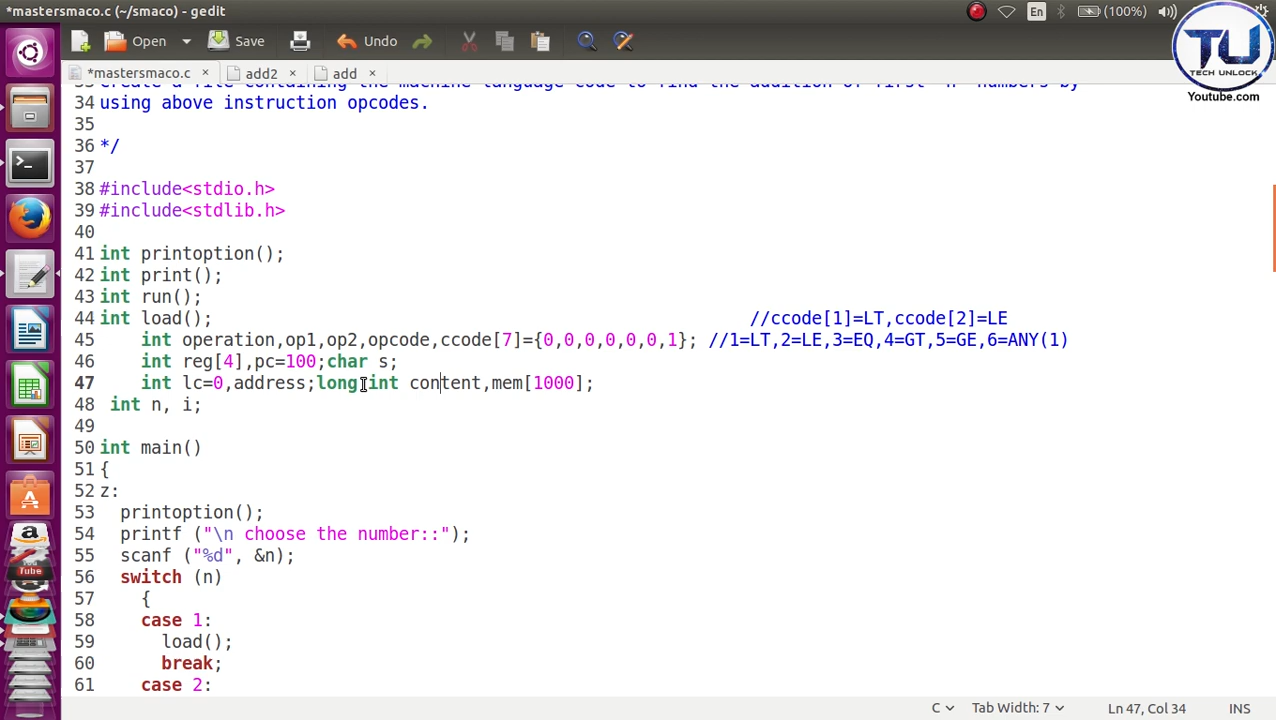 *mastersmaco.c (~/smaco) - gedit
En
(100%)
Open
Save
Undo
TU
TECH UNLOCK
Youtube.com
*mastersmaco.c × add2 × add ×
34 using above instruction opcodes.
35
36 */
37
38 #include<stdio.h>
39 #include<stdlib.h>
40
41 int printoption();
42 int print();
43 int run();
44 int load(); //ccode[1]=LT,ccode[2]=LE
45 int operation,op1,op2,opcode,ccode[7]={0,0,0,0,0,0,1}; //1=LT,2=LE,3=EQ,4=GT,5=GE,6=ANY(1)
46 int reg[4],pc=100;char s;
47 int lc=0,address;long int content,mem[1000];
48 int n, i;
49
50 int main()
51 {
52 z:
53 printoption();
54 printf ("\n choose the number::");
55 scanf ("%d", &n);
56 switch (n)
57 {
58 case 1:
59 load();
60 break;
61 case 2:
C Tab Width: 7 Ln 47, Col 34 INS